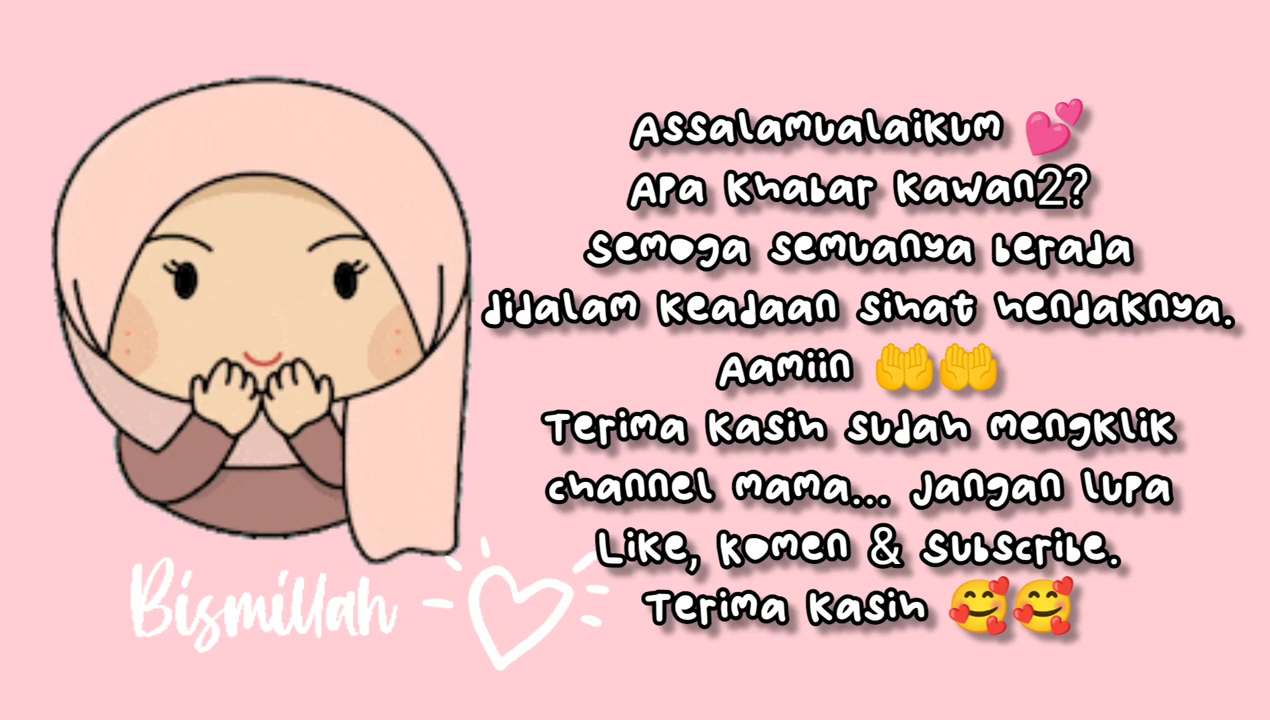 Assalamualaikum 💕
Apa Khabar Kawan2?
Semoga semuanya berada
didalam keadaan sihat hendaknya.
Aamiin 🤲🤲
Terima Kasih sudah mengklik
channel mama... Jangan lupa
Like, Komen & Subscribe.
Terima Kasih 🥰🥰
Bismillah